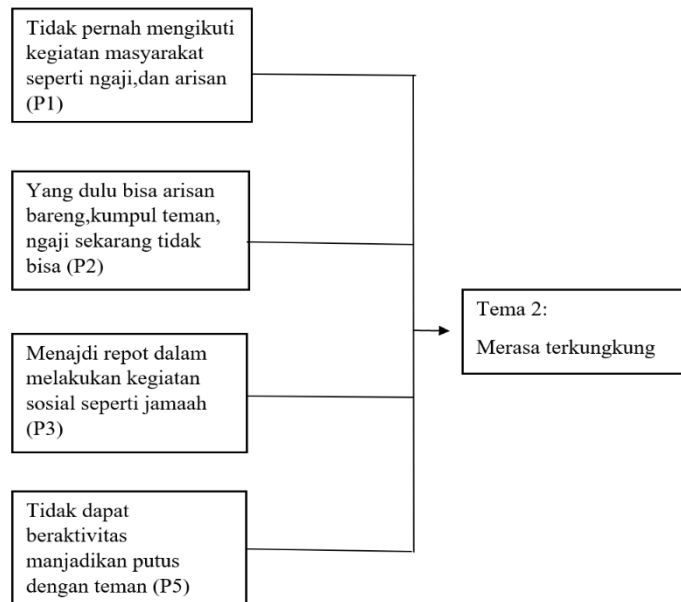 Tidak pernah mengikuti
kegiatan masyarakat
seperti ngaji,dan arisan
(P1)
Yang dulu bisa arisan
bareng,kumpul teman,
ngaji sekarang tidak
bisa (P2)
Menajdi repot dalam
melakukan kegiatan
sosial seperti jamaah
(P3)
Tidak dapat
beraktivitas
manjadikan putus
dengan teman (P5)
Tema 2:
Merasa terkungkung